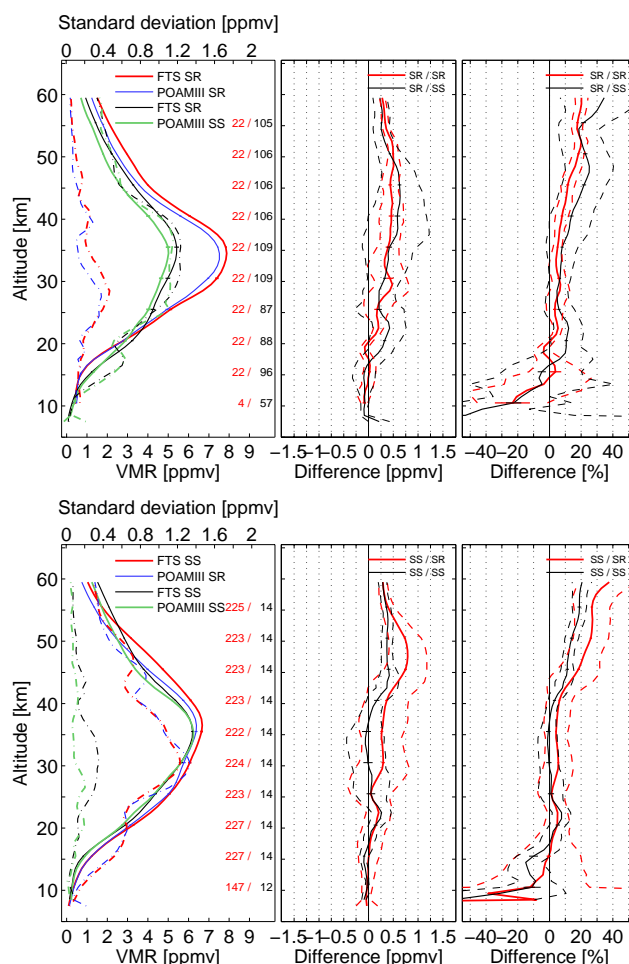 Standard deviation [ppmv]
0 0.4 0.8 1.2 1.6 2
FTS SR
POAMIII SR
FTS SR
POAMIII SS
SR / SR
SR / SS
SR / SR
SR / SS
60
50
40
30
20
10
Altitude [km]
22 / 105
22 / 106
22 / 106
22 / 106
22 / 109
22 / 109
22 / 87
22 / 88
22 / 96
4 / 57
0 1 2 3 4 5 6 7 8 9
VMR [ppmv]
−1.5 −1 −0.5 0 0.5 1 1.5
Difference [ppmv]
−40 −20 0 20 40
Difference [%]
Standard deviation [ppmv]
0 0.4 0.8 1.2 1.6 2
FTS SS
POAMIII SR
FTS SS
POAMIII SS
SS / SR
SS / SS
SS / SR
SS / SS
60
50
40
30
20
10
Altitude [km]
225 / 14
223 / 14
223 / 14
223 / 14
222 / 14
224 / 14
223 / 14
227 / 14
227 / 14
147 / 12
0 1 2 3 4 5 6 7 8 9
VMR [ppmv]
−1.5 −1 −0.5 0 0.5 1 1.5
Difference [ppmv]
−40 −20 0 20 40
Difference [%]